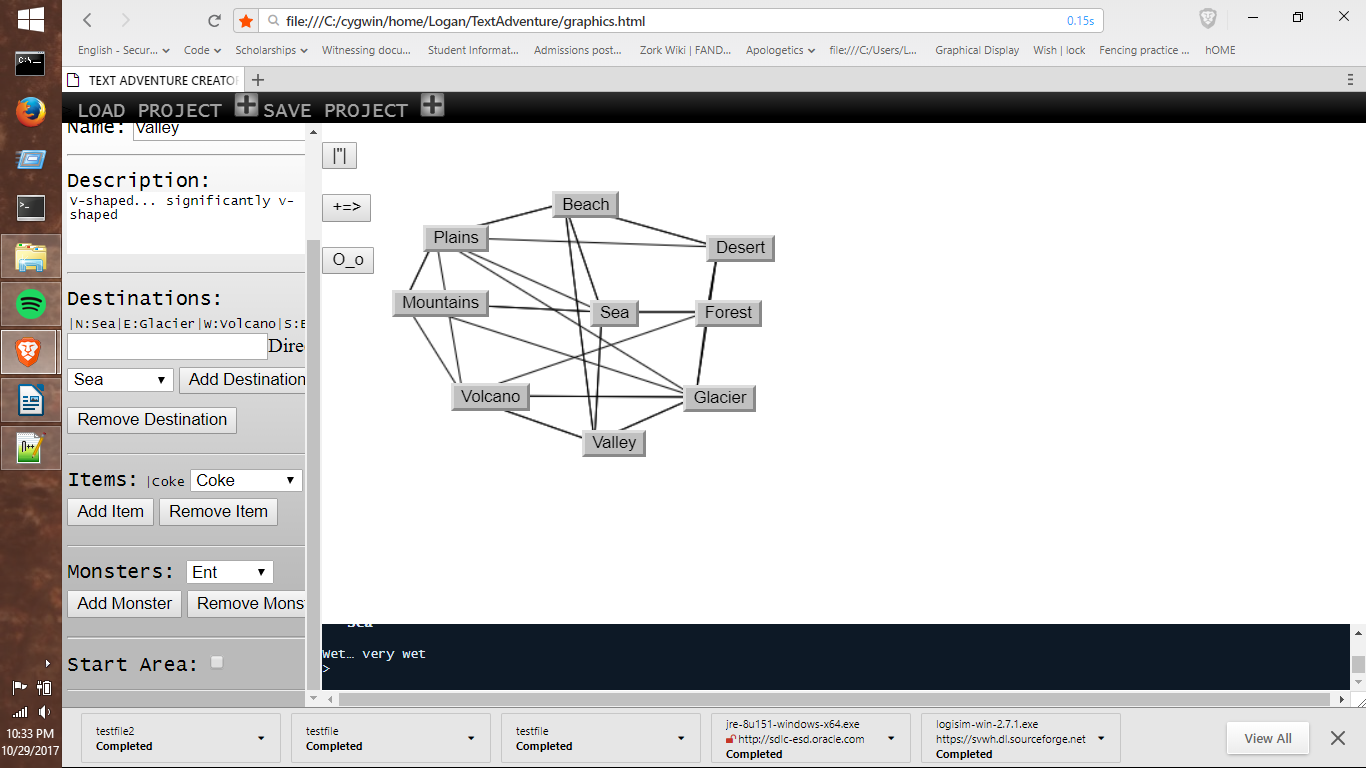 file:///C:/cygwin/home/Logan/TextAdventure/graphics.html
0.15s
English - Secur...
Code
Scholarships
Witnessing docu...
Student Informat...
Admissions post...
Zork Wiki | FAND...
Apologetics
file:///C:/Users/L...
Graphical Display
Wish | lock
Fencing practice ...
hOME
TEXT ADVENTURE CREATOR
LOAD PROJECT
SAVE PROJECT
Name:
Valley
Description:
v-shaped... significantly v-
shaped
Destinations:
|N:Sea|E:Glacier|W:Volcano|S:B
Dire
Sea
Add Destination
Remove Destination
Items:
|Coke
Coke
Add Item
Remove Item
Monsters:
Ent
Add Monster
Remove Mons
Start Area:
|"|
+=>
O_o
Beach
Plains
Desert
Mountains
Sea
Forest
Volcano
Glacier
Valley
Sea
Wet… very wet
>
10:33 PM
10/29/2017
testfile2
Completed
testfile
Completed
testfile
Completed
jre-8u151-windows-x64.exe
http://sdlc-esd.oracle.com
Completed
logisim-win-2.7.1.exe
https://svwh.dl.sourceforge.net
Completed
View All